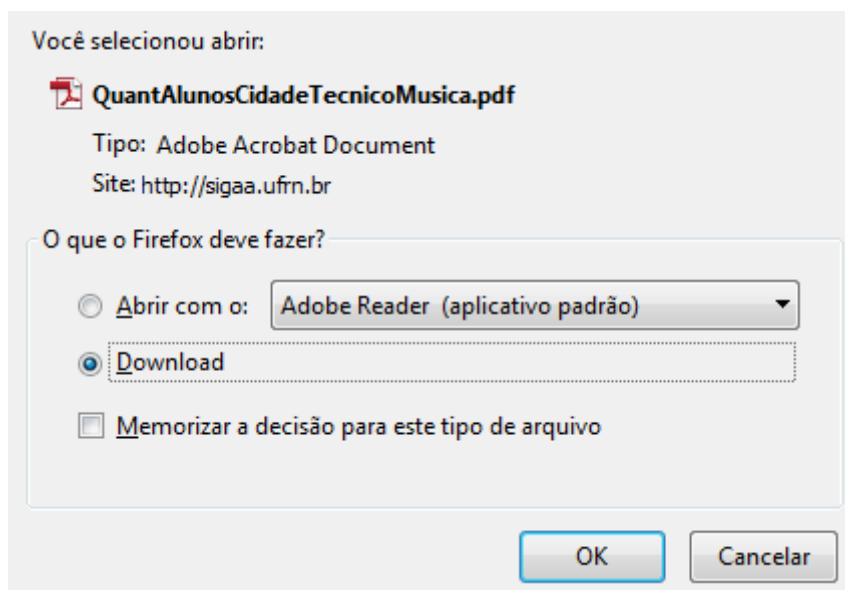 Você selecionou abrir:
QuantAlunosCidadeTecnicoMusica.pdf
Tipo: Adobe Acrobat Document
Site: http://sigaa.ufrn.br
O que o Firefox deve fazer?
Abrir com o: Adobe Reader (aplicativo padrão)
Download
Memorizar a decisão para este tipo de arquivo
OK Cancelar